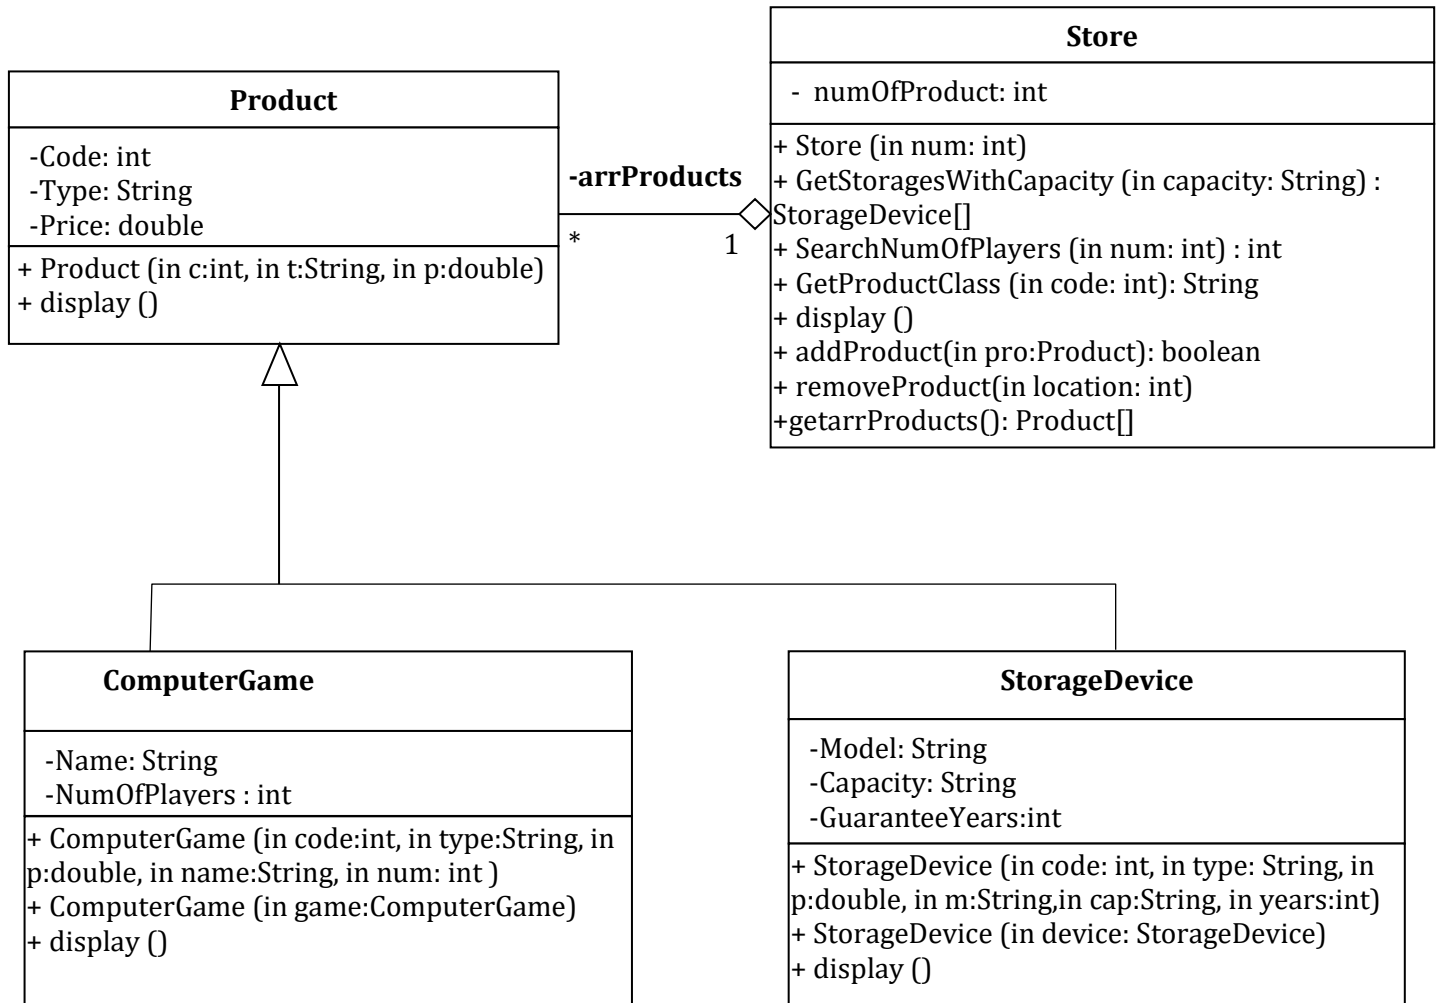 Store
- numOfProduct: int
+ Store (in num: int)
+ GetStoragesWithCapacity (in capacity: String) :
StorageDevice[]
+ SearchNumOfPlayers (in num: int) : int
+ GetProductClass (in code: int): String
+ display ()
+ addProduct(in pro:Product): boolean
+ removeProduct(in location: int)
+getarrProducts(): Product[]
Product
-Code: int
-Type: String
-Price: double
+ Product (in c:int, in t:String, in p:double)
+ display ()
-arrProducts
*
1
ComputerGame
-Name: String
-NumOfPlayers : int
+ ComputerGame (in code:int, in type:String, in
p:double, in name:String, in num: int )
+ ComputerGame (in game:ComputerGame)
+ display ()
StorageDevice
-Model: String
-Capacity: String
-GuaranteeYears:int
+ StorageDevice (in code: int, in type: String, in
p:double, in m:String,in cap:String, in years:int)
+ StorageDevice (in device: StorageDevice)
+ display ()